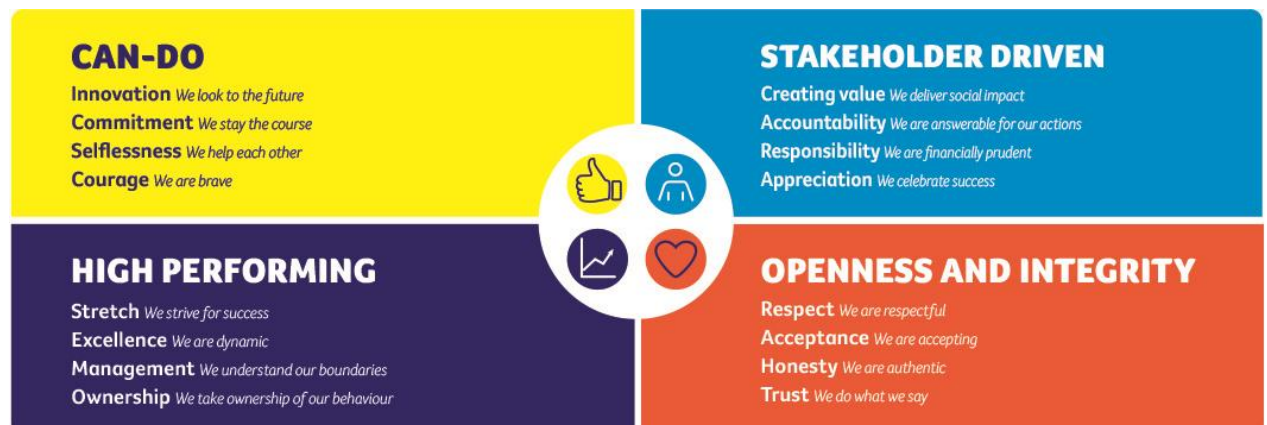 CAN-DO
Innovation We look to the future
Commitment We stay the course
Selflessness We help each other
Courage We are brave
STAKEHOLDER DRIVEN
Creating value We deliver social impact
Accountability We are answerable for our actions
Responsibility We are financially prudent
Appreciation We celebrate success
HIGH PERFORMING
Stretch We strive for success
Excellence We are dynamic
Management We understand our boundaries
Ownership We take ownership of our behaviour
OPENNESS AND INTEGRITY
Respect We are respectful
Acceptance We are accepting
Honesty We are authentic
Trust We do what we say